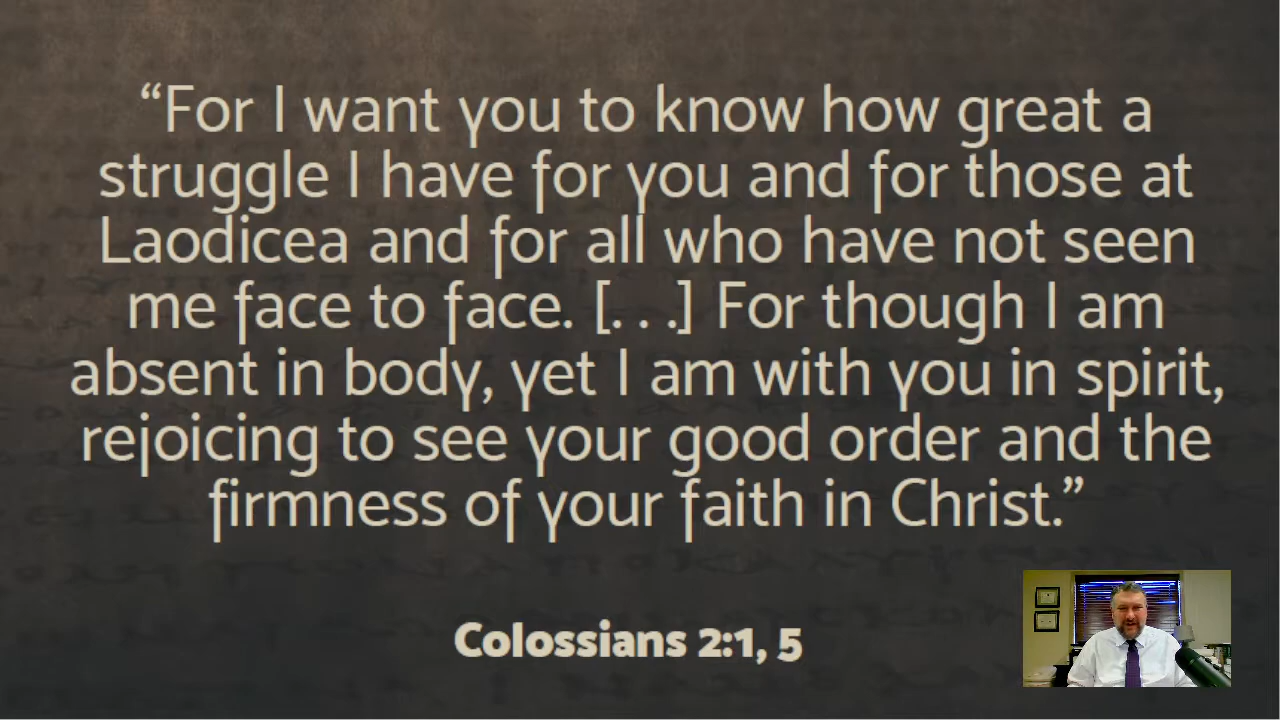 “For I want you to know how great a
struggle I have for you and for those at
Laodicea and for all who have not seen
me face to face. [. . .] For though I am
absent in body, yet I am with you in spirit,
rejoicing to see your good order and the
firmness of your faith in Christ.”
Colossians 2:1, 5